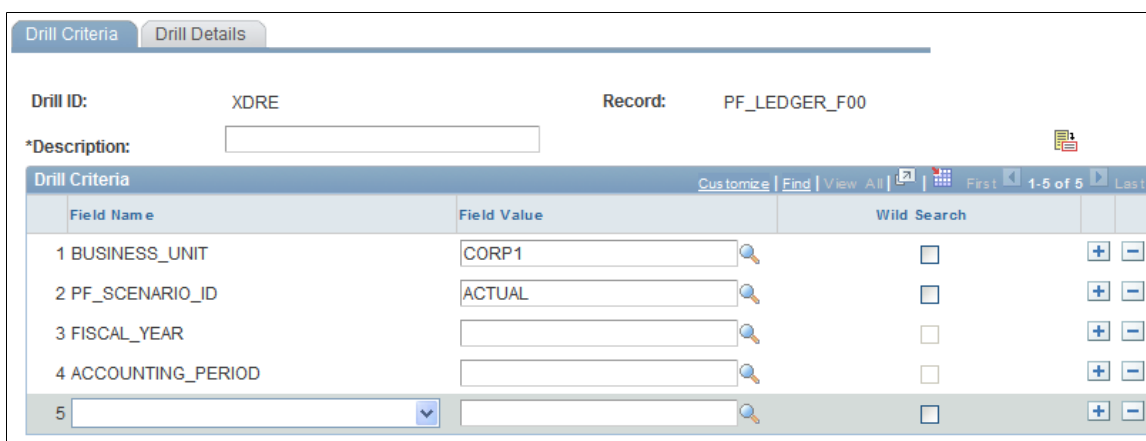 Drill Criteria Drill Details
Drill ID: XDRE Record: PF_LEDGER_F00
*Description:
Drill Criteria Customize | Find | View All | | First 1-5 of 5 Last
Field Name Field Value Wild Search
1 BUSINESS_UNIT CORP1
2 PF_SCENARIO_ID ACTUAL
3 FISCAL_YEAR
4 ACCOUNTING_PERIOD
5